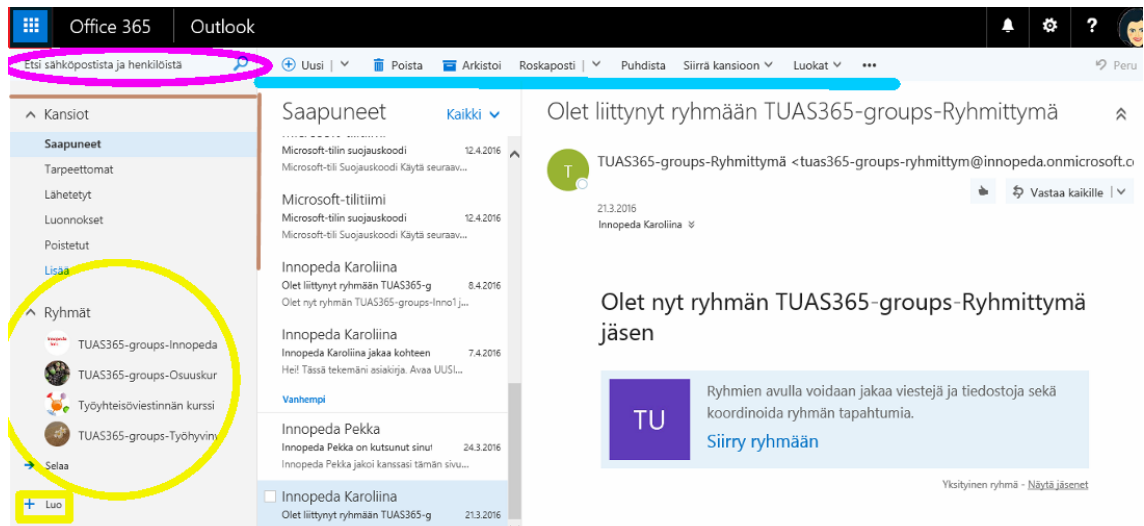 Office 365
Outlook
?
Etsi sähköpostista ja henkilöistä
Uusi
Poista
Arkistoi
Roskaposti
Puhdista
Siirrä kansioon
Luokat
Peru
Kansiot
Saapuneet
Tarpeettomat
Lähetetyt
Luonnokset
Poistetut
Lisää
Ryhmät
TUAS365-groups-Innopeda
TUAS365-groups-Osuuskur
Työyhteisöviestinnän kurssi
TUAS365-groups-Työhyvinv
Selaa
Luo
Saapuneet
Kaikki
Microsoft-tilin suojauskoodi 12.4.2016
Microsoft-tili Suojauskoodi Käytä seuraav...
Microsoft-tilitiimi
Microsoft-tilin suojauskoodi 12.4.2016
Microsoft-tili Suojauskoodi Käytä seuraav...
Innopeda Karoliina
Olet liittynyt ryhmään TUAS365-g 8.4.2016
Olet nyt ryhmän TUAS365-groups-Inno1 j...
Innopeda Karoliina
Innopeda Karoliina jakaa kohteen 7.4.2016
Hei! Tässä tekemäni asiakirja. Avaa UUSI...
Vanhempi
Innopeda Pekka
Innopeda Pekka on kutsunut sinut 24.3.2016
Innopeda Pekka jakoi kanssasi tämän sivu...
Innopeda Karoliina
Olet liittynyt ryhmään TUAS365-g 21.3.2016
Olet liittynyt ryhmään TUAS365-groups-Ryhmittymä
T
TUAS365-groups-Ryhmittymä <tuas365-groups-ryhmittym@innopeda.onmicrosoft.co
Vastaa kaikille
21.3.2016
Innopeda Karoliina
Olet nyt ryhmän TUAS365-groups-Ryhmittymä
jäsen
TU
Ryhmien avulla voidaan jakaa viestejä ja tiedostoja sekä
koordinoida ryhmän tapahtumia.
Siirry ryhmään
Yksityinen ryhmä - Näytä jäsenet